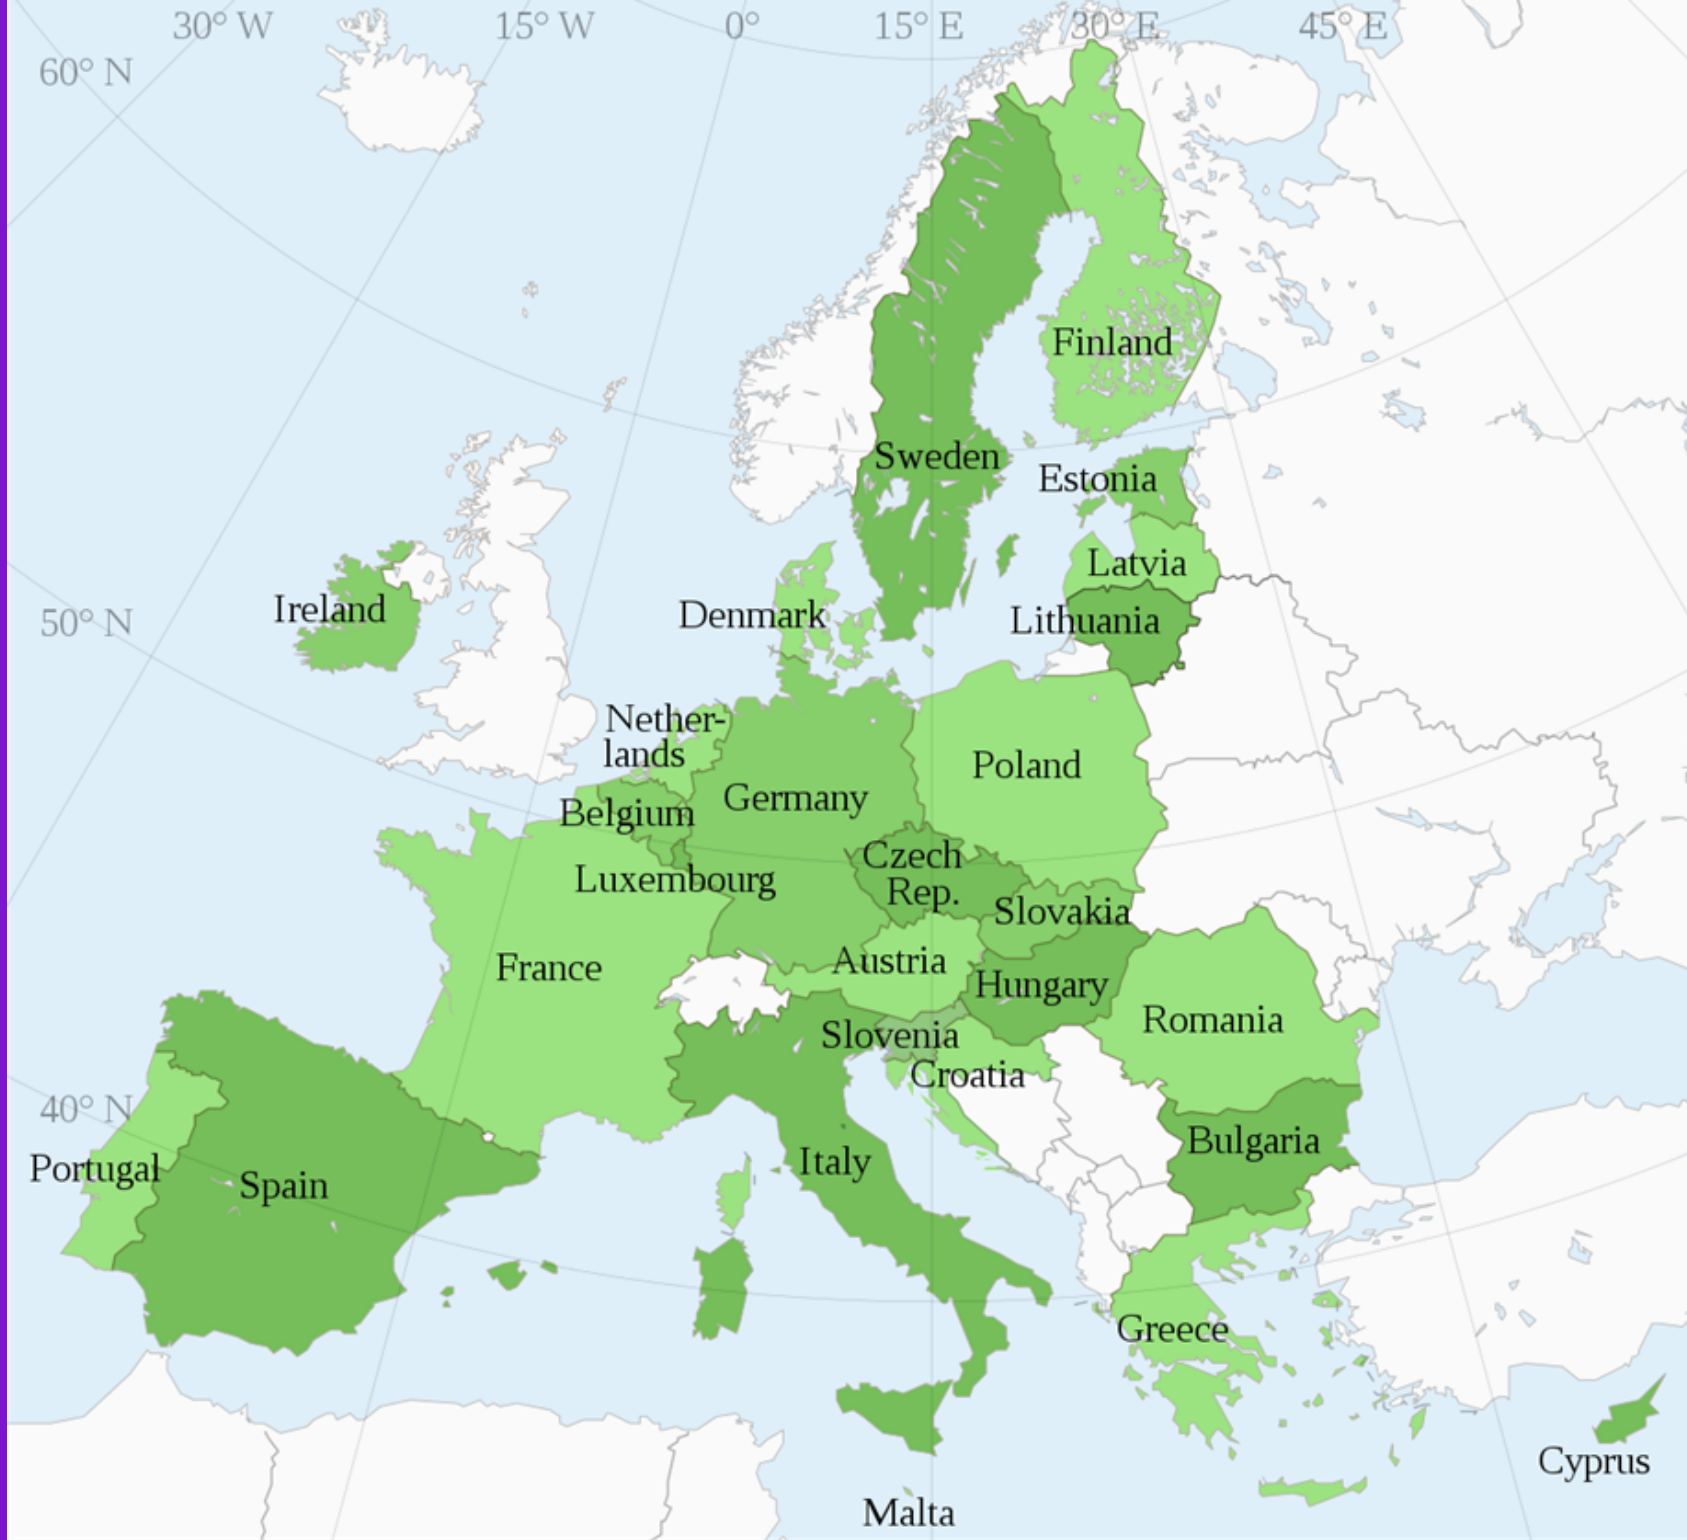 30° W
15° W
0°
15° E
30° E
45° E
60° N
Finland
Sweden
Estonia
Latvia
Ireland
Denmark
Lithuania
50° N
Nether-
lands
Poland
Germany
Belgium
Czech
Rep.
Luxembourg
Slovakia
Austria
France
Hungary
Romania
Slovenia
Croatia
40° N
Bulgaria
Portugal
Italy
Spain
Greece
Cyprus
Malta